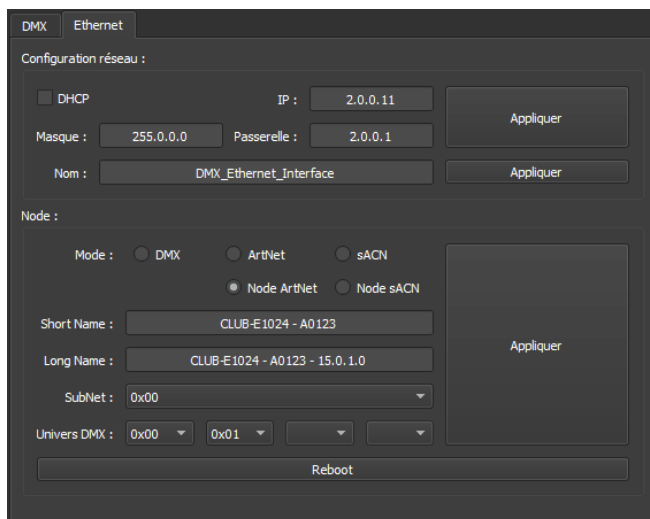 DMX Ethernet
Configuration réseau :
DHCP IP : 2.0.0.11 Appliquer
Masque : 255.0.0.0 Passerelle : 2.0.0.1
Nom : DMX_Ethernet_Interface Appliquer
Node :
Mode : DMX ArtNet sACN
Node ArtNet Node sACN
Short Name : CLUB-E1024 - A0123
Long Name : CLUB-E1024 - A0123 - 15.0.1.0 Appliquer
SubNet : 0x00
Univers DMX : 0x00 0x01
Reboot